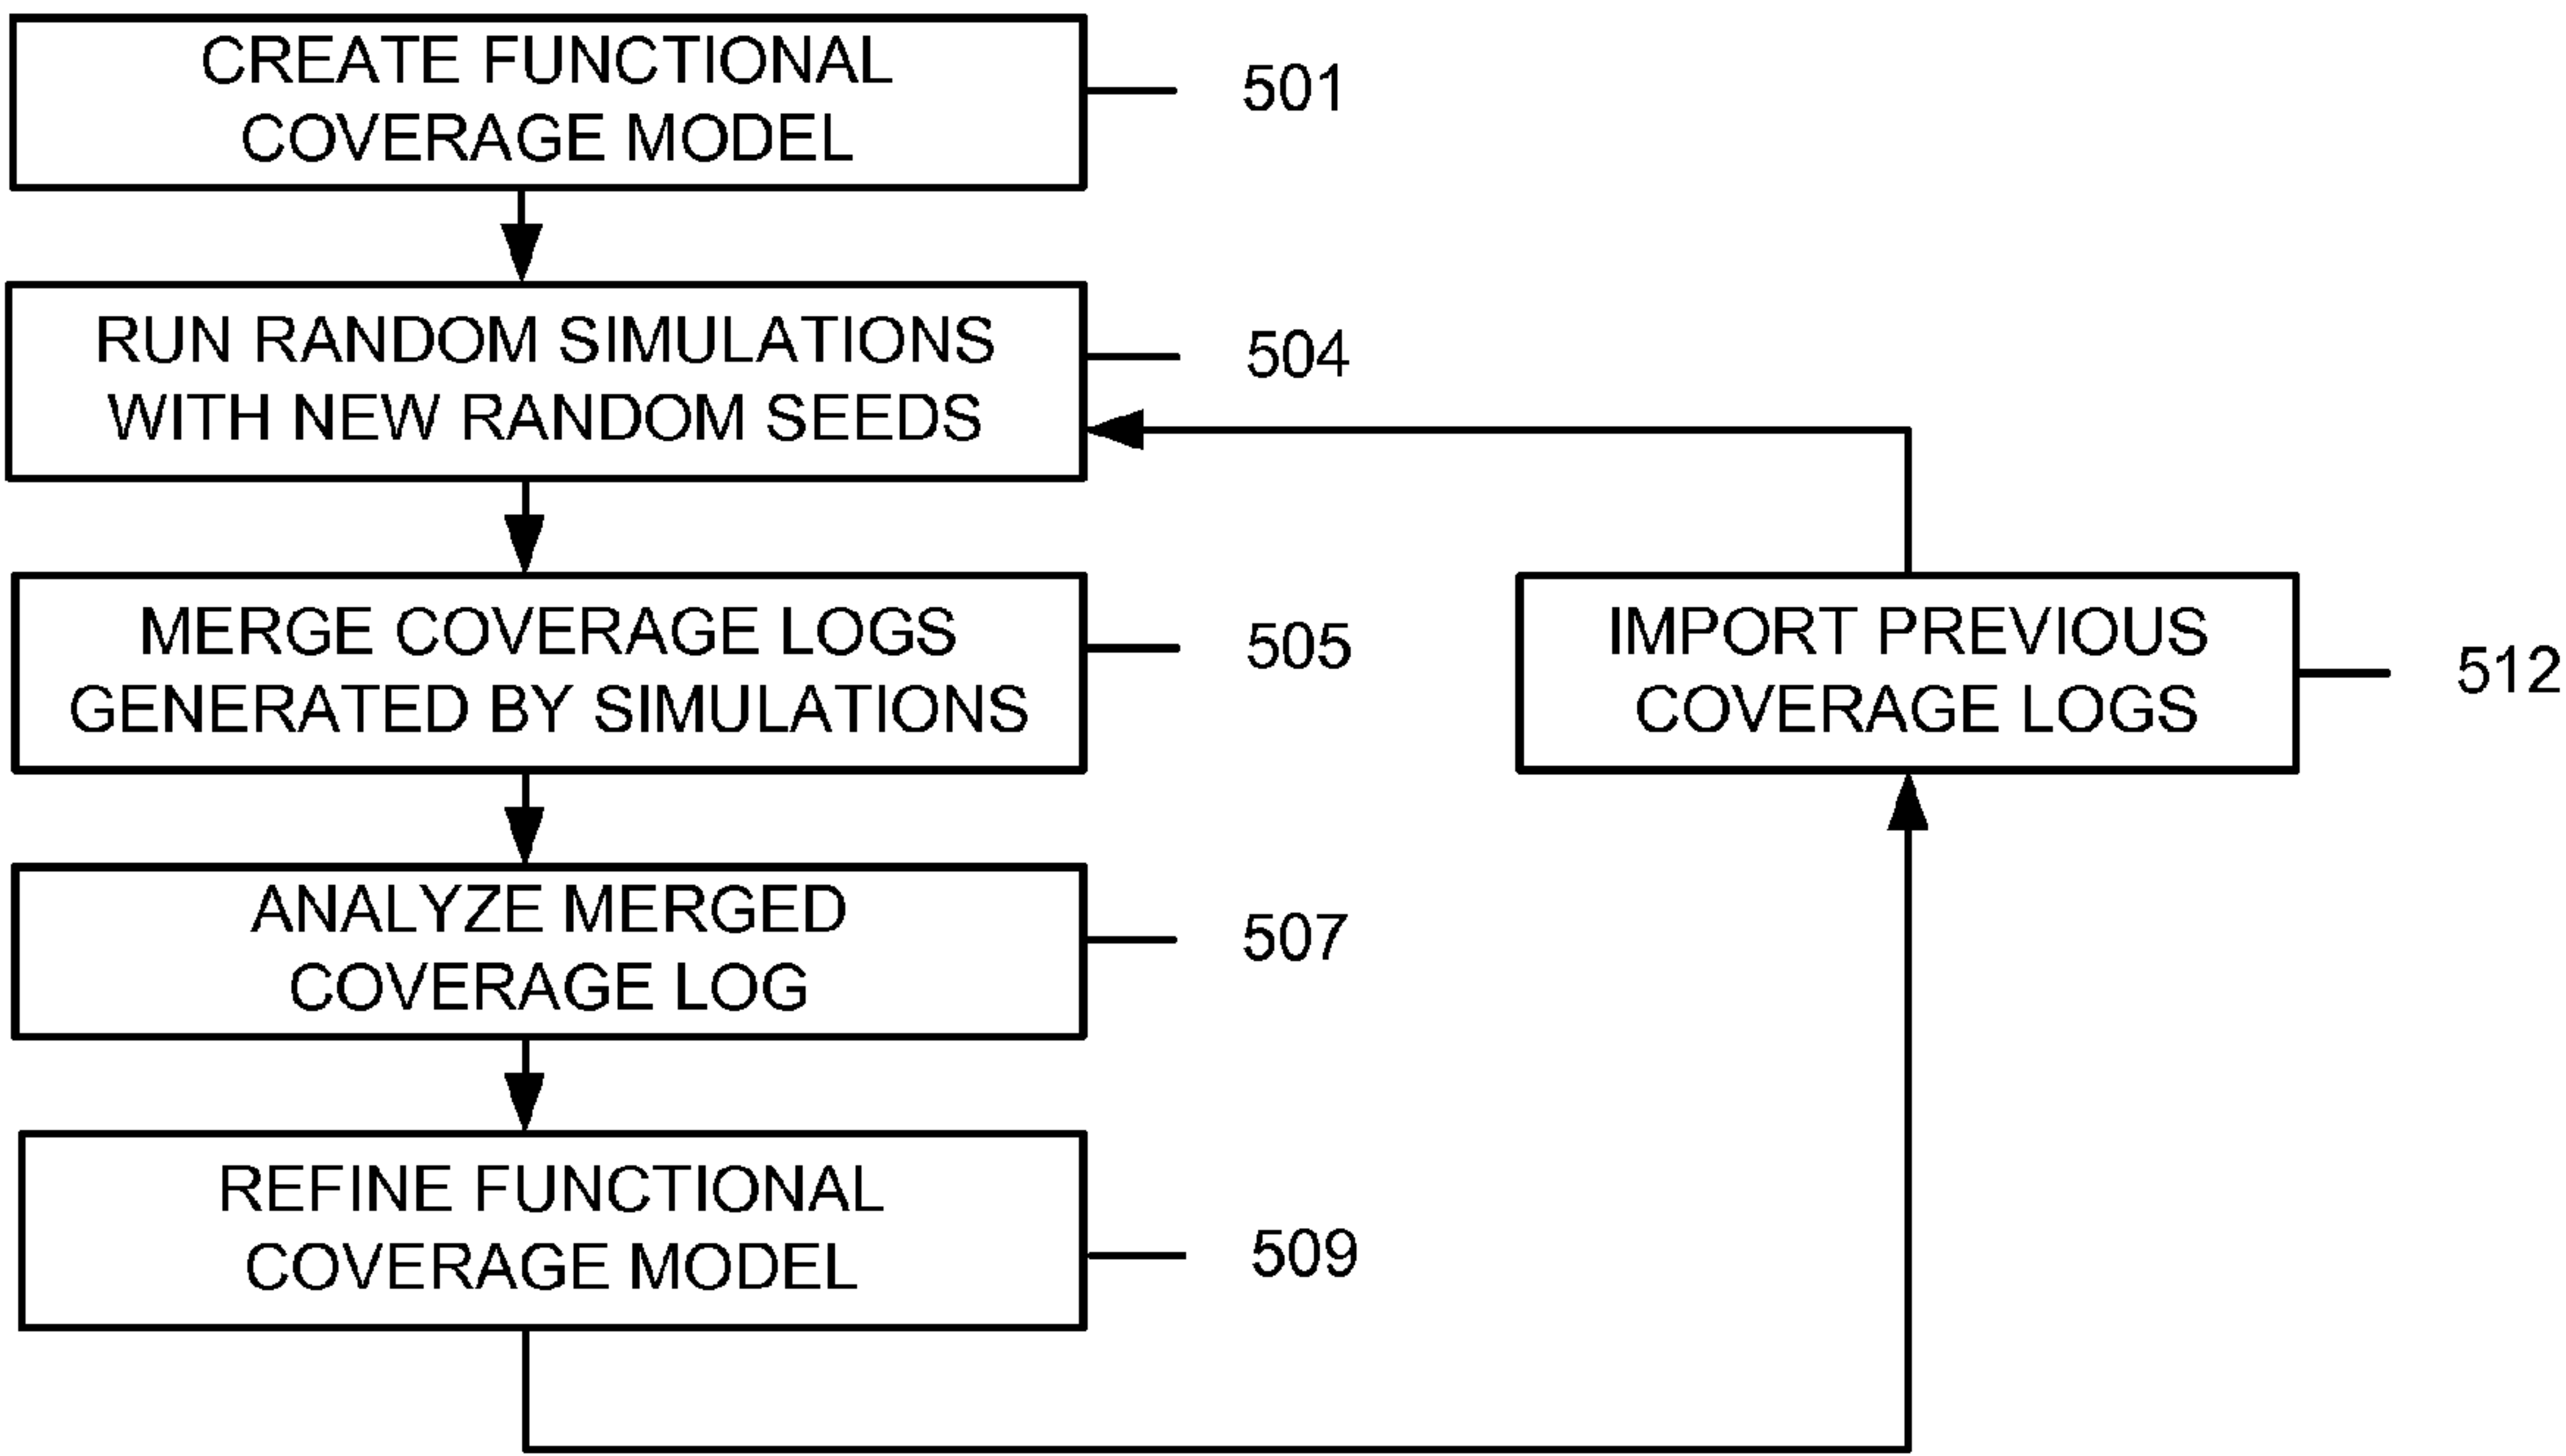 CREATE FUNCTIONAL
COVERAGE MODEL
501
RUN RANDOM SIMULATIONS
WITH NEW RANDOM SEEDS
504
MERGE COVERAGE LOGS
GENERATED BY SIMULATIONS
505
IMPORT PREVIOUS
COVERAGE LOGS
512
ANALYZE MERGED
COVERAGE LOG
507
REFINE FUNCTIONAL
COVERAGE MODEL
509